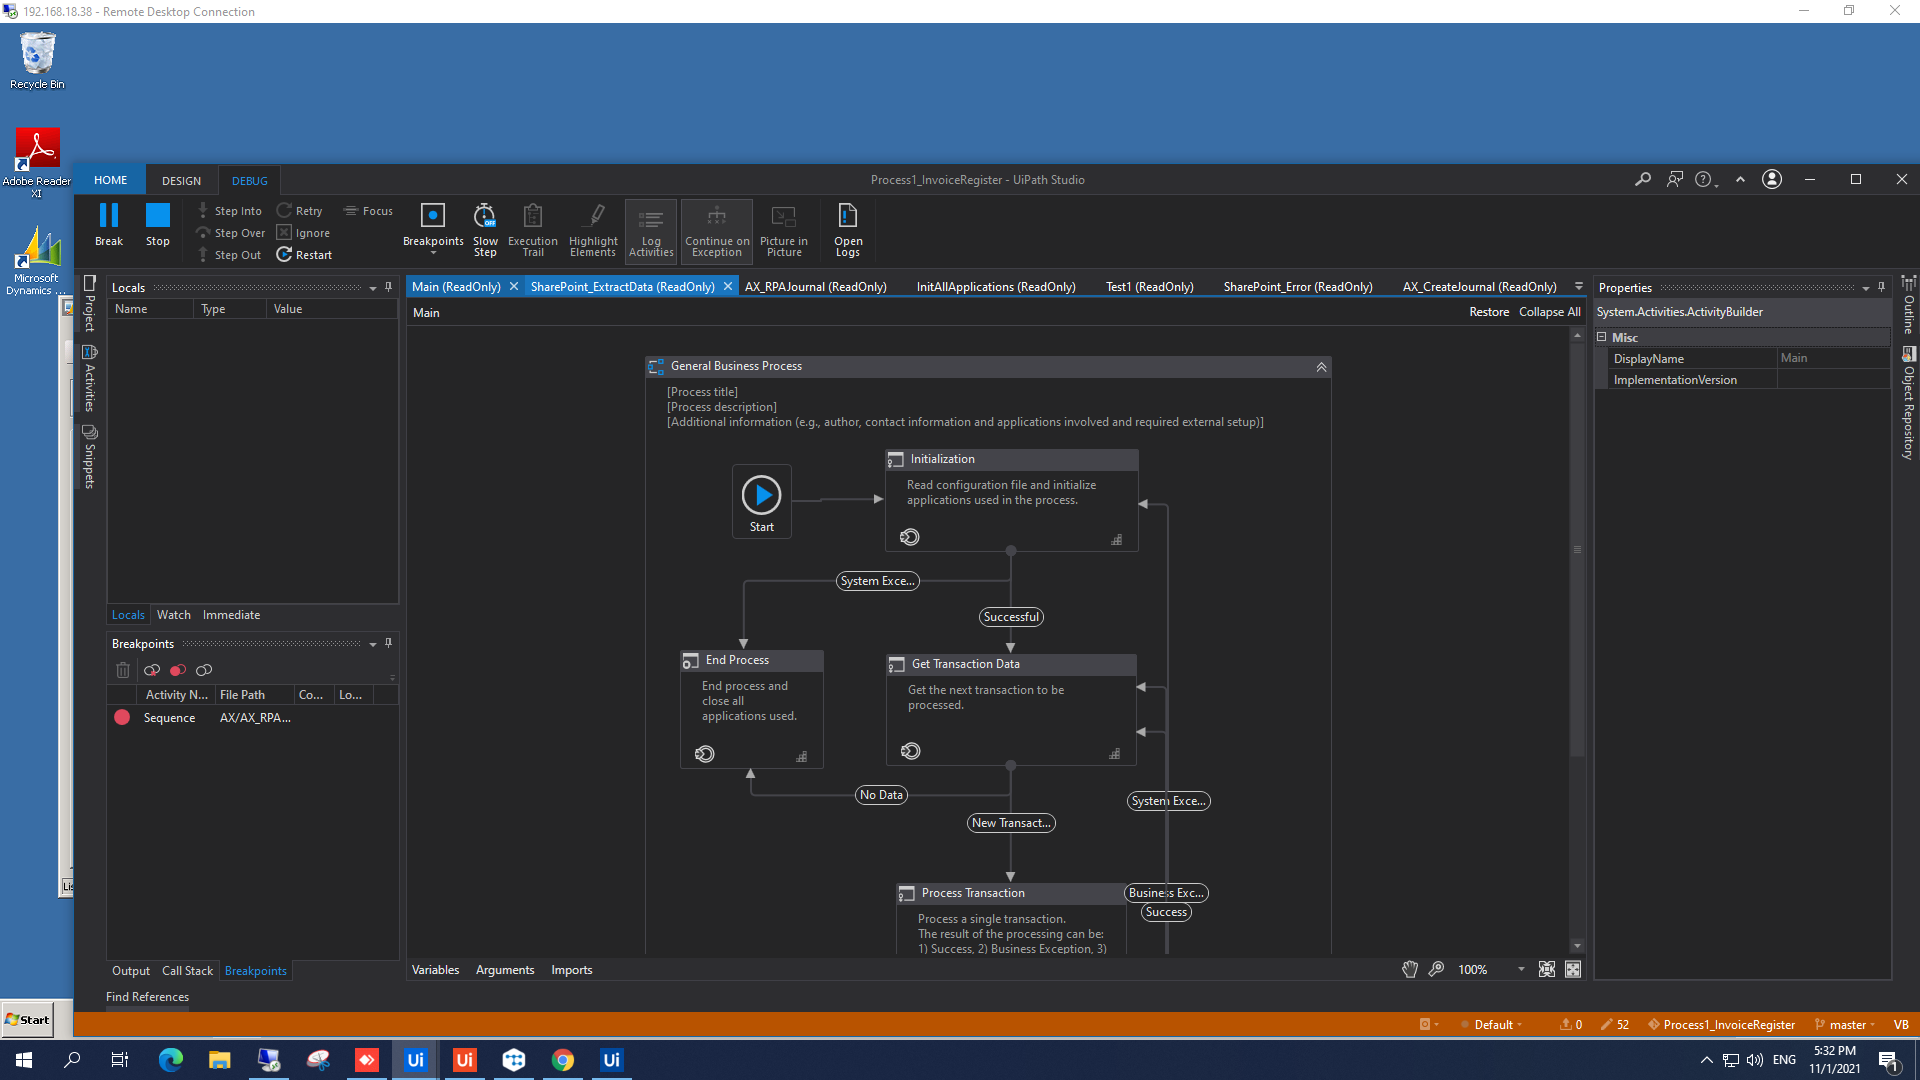 192.168.18.38 - Remote Desktop Connection
Recycle Bin
Adobe Reader XI
Microsoft Dynamics ...
HOME DESIGN DEBUG
Process1_InvoiceRegister - UiPath Studio
Break Stop
Step Into Retry Focus
Step Over Ignore
Step Out Restart
Breakpoints
Slow Step
OFF
Execution Trail
Highlight Elements
Log Activities
Continue on Exception
Picture in Picture
Open Logs
Project
Activities
Snippets
Locals
Name Type Value
Locals Watch Immediate
Breakpoints
Activity N... File Path Co... Lo...
Sequence AX/AX_RPA...
Output Call Stack Breakpoints
Find References
Main (ReadOnly) SharePoint_ExtractData (ReadOnly) AX_RPAJournal (ReadOnly) InitAllApplications (ReadOnly) Test1 (ReadOnly) SharePoint_Error (ReadOnly) AX_CreateJournal (ReadOnly)
Main
Restore Collapse All
General Business Process
[Process title]
[Process description]
[Additional information (e.g., author, contact information and applications involved and required external setup)]
Start
Initialization
Read configuration file and initialize
applications used in the process.
System Exce...
Successful
End Process
End process and
close all
applications used.
Get Transaction Data
Get the next transaction to be
processed.
No Data
New Transact...
System Exce...
Process Transaction
Process a single transaction.
The result of the processing can be:
1) Success, 2) Business Exception, 3)
Business Exc...
Success
Variables Arguments Imports
100%
Properties
System.Activities.ActivityBuilder
Misc
DisplayName Main
ImplementationVersion
Outline
Object Repository
Lis
Start
Default 0 52 Process1_InvoiceRegister master VB
Ui Ui Ui
ENG
5:32 PM
11/1/2021
1